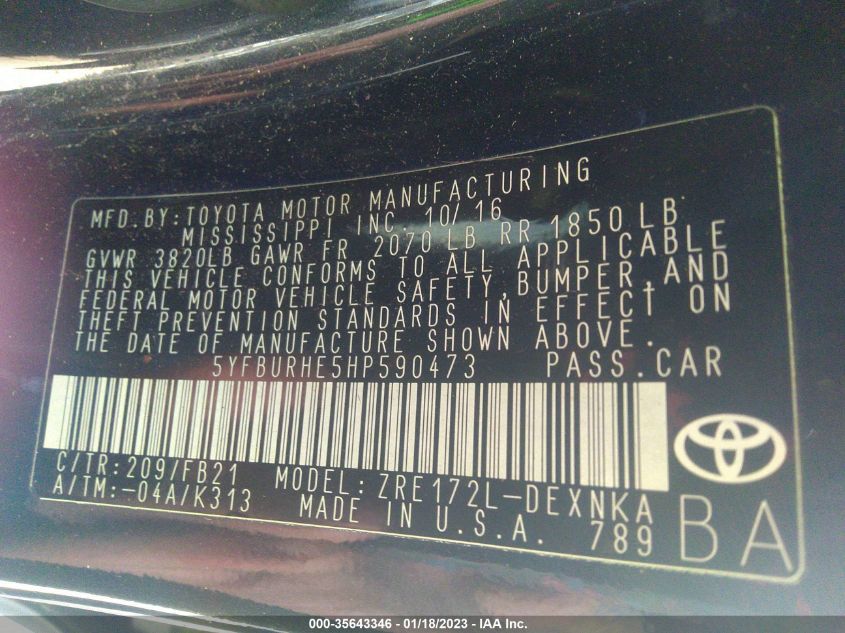 MFD.BY:TOYOTA MOTOR MANUFACTURING
MISSISSIPPI INC. 10/16
GVWR 3820LB GAWR FR 2070 LB RR 1850 LB
THIS VEHICLE CONFORMS TO ALL APPLICABLE
FEDERAL MOTOR VEHICLE SAFETY, BUMPER, AND
THEFT PREVENTION STANDARDS IN EFFECT ON
THE DATE OF MANUFACTURE SHOWN ABOVE.
5YFBURHE5HP590473 PASS.CAR
C/TR:209/FB21 MODEL:ZRE172L-DEXNKA
A/TM:-04A/K313 MADE IN U.S.A. 789 BA
000-35643346 - 01/18/2023 - IAA Inc.